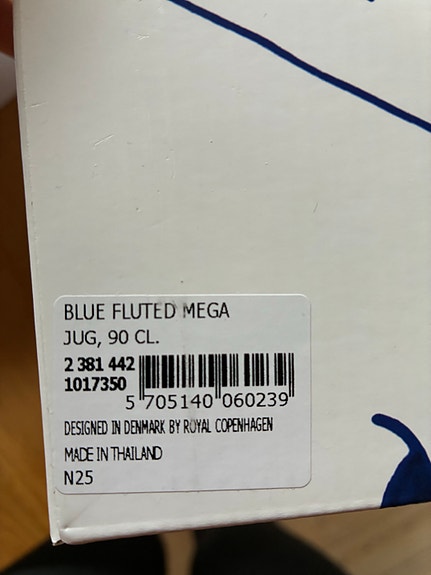 BLUE FLUTED MEGA
JUG, 90 CL.
2 381 442
1017350
5 705140 060239
DESIGNED IN DENMARK BY ROYAL COPENHAGEN
MADE IN THAILAND
N25